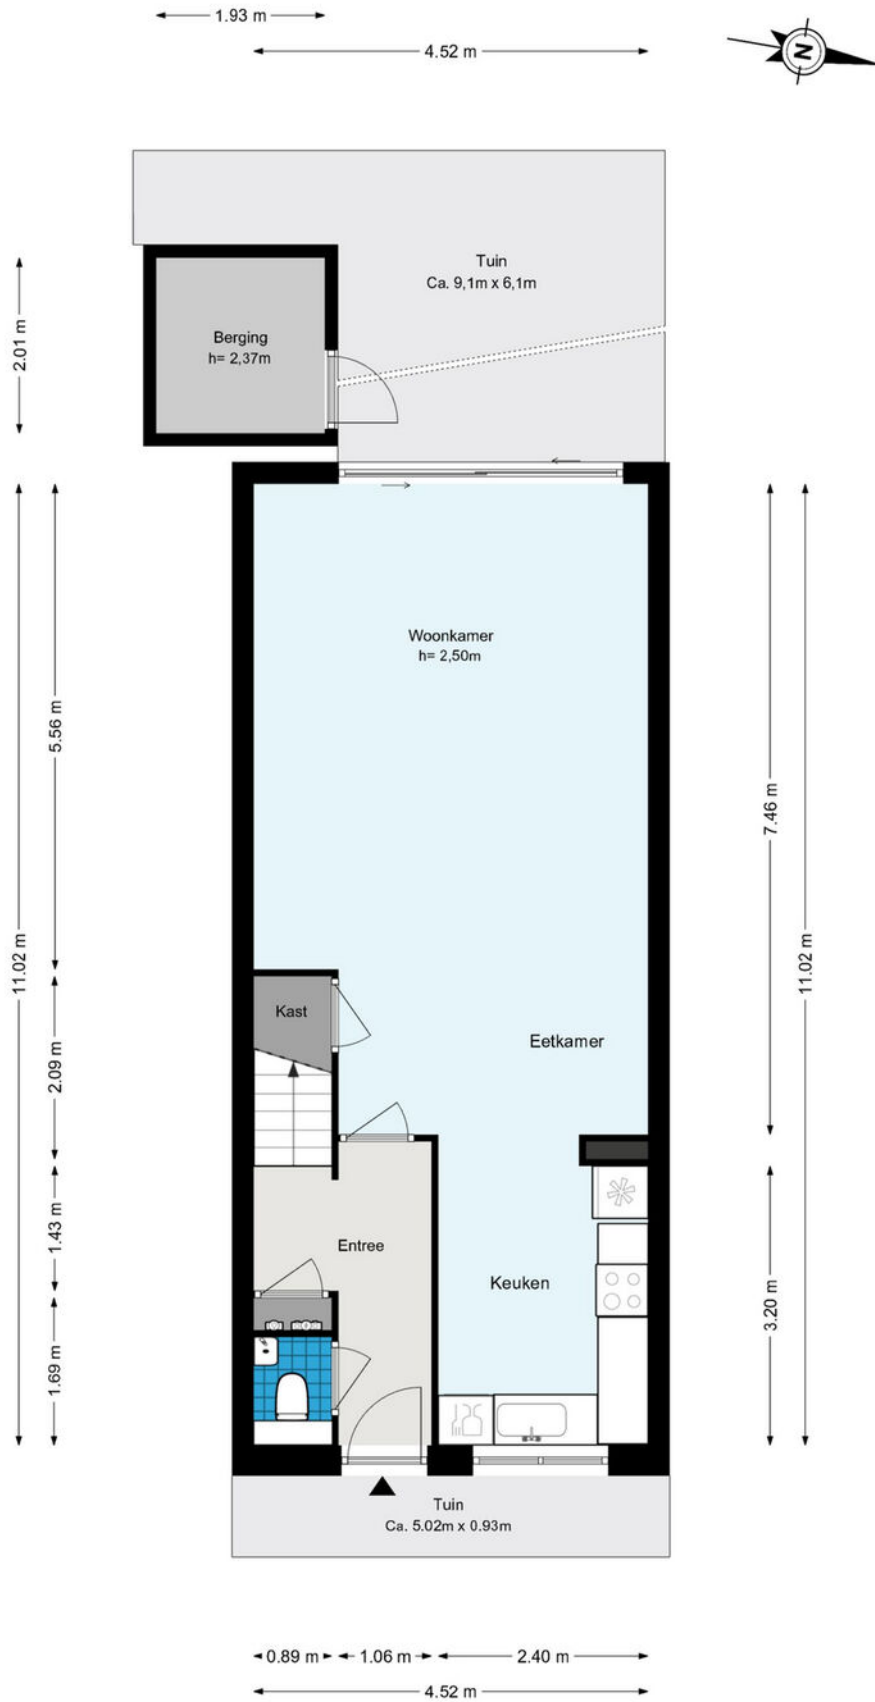 1.93 m
4.52 m
N
Tuin
Ca. 9,1m x 6,1m
2.01 m
Berging
h= 2,37m
Woonkamer
h= 2,50m
5.56 m
7.46 m
11.02 m
11.02 m
Kast
Eetkamer
2.09 m
1.43 m
Entree
Keuken
3.20 m
1.69 m
Tuin
Ca. 5.02m x 0.93m
0.89 m
1.06 m
2.40 m
4.52 m